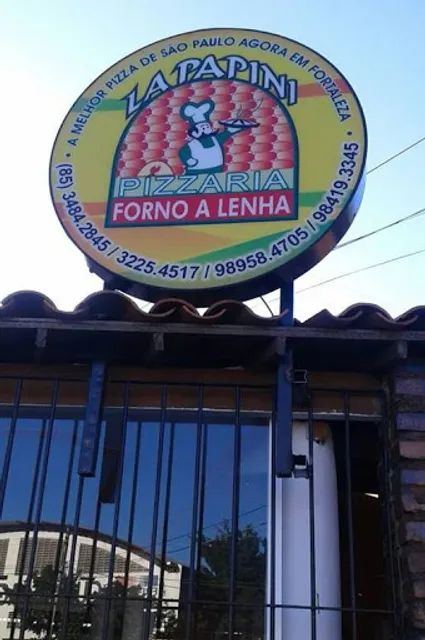 • A MELHOR PIZZA DE SÃO PAULO AGORA EM FORTALEZA •
LA PAPINI
PIZZARIA
FORNO A LENHA
(85) 3484.2845 / 3225.4517 / 98958.4705 / 98419.3345